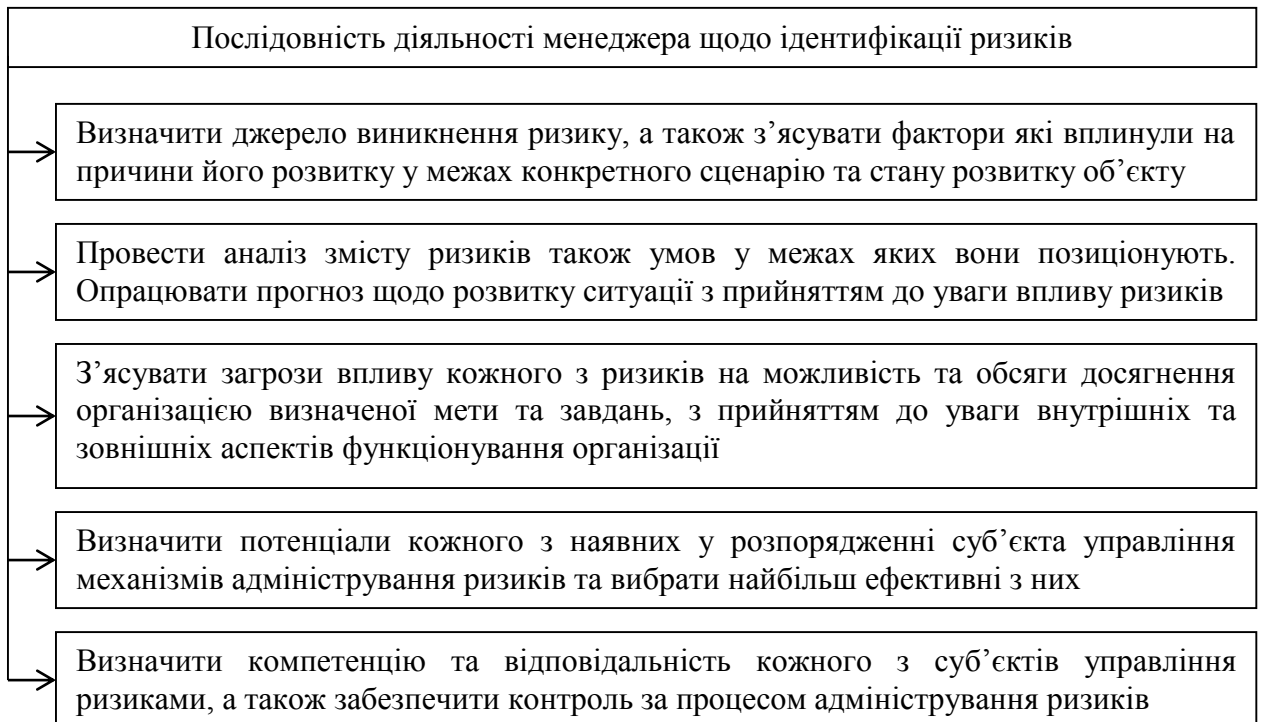 Послідовність діяльності менеджера щодо ідентифікації ризиків
Визначити джерело виникнення ризику, а також з’ясувати фактори які вплинули на
причини його розвитку у межах конкретного сценарію та стану розвитку об’єкту
Провести аналіз змісту ризиків також умов у межах яких вони позиціонують.
Опрацювати прогноз щодо розвитку ситуації з прийняттям до уваги впливу ризиків
З’ясувати загрози впливу кожного з ризиків на можливість та обсяги досягнення
організацією визначеної мети та завдань, з прийняттям до уваги внутрішніх та
зовнішніх аспектів функціонування організації
Визначити потенціали кожного з наявних у розпорядженні суб’єкта управління
механізмів адміністрування ризиків та вибрати найбільш ефективні з них
Визначити компетенцію та відповідальність кожного з суб’єктів управління
ризиками, а також забезпечити контроль за процесом адміністрування ризиків